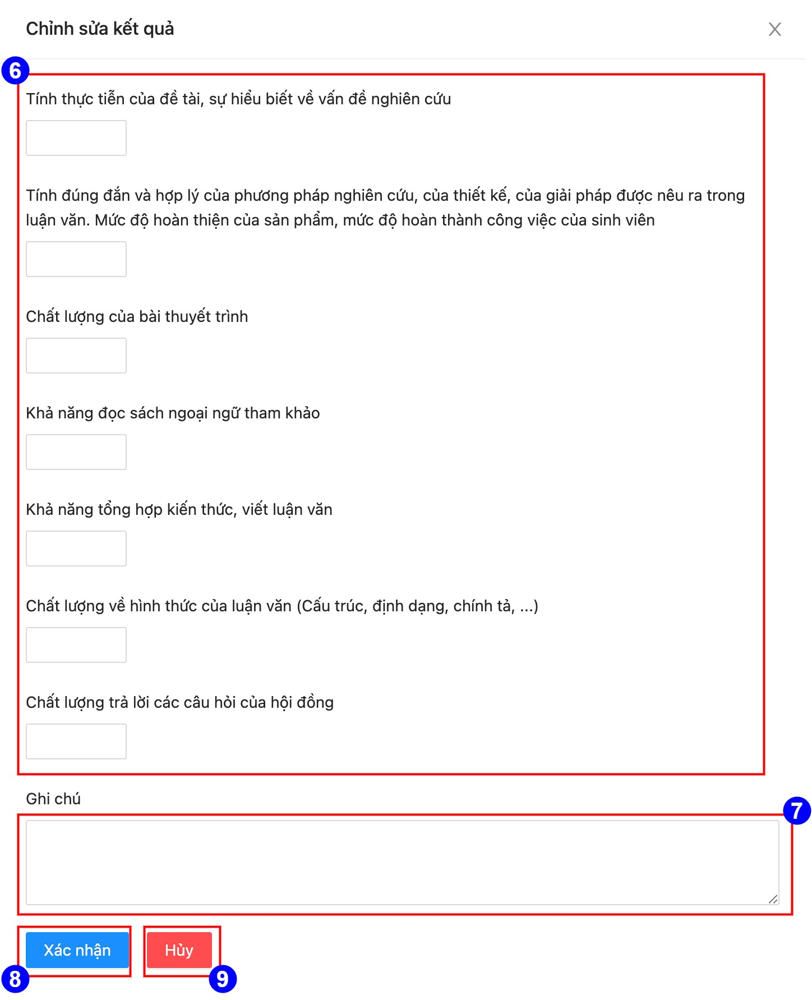 Chỉnh sửa kết quả
X
6
Tính thực tiễn của đề tài, sự hiểu biết về vấn đề nghiên cứu
Tính đúng đắn và hợp lý của phương pháp nghiên cứu, của thiết kế, của giải pháp được nêu ra trong
luận văn. Mức độ hoàn thiện của sản phẩm, mức độ hoàn thành công việc của sinh viên
Chất lượng của bài thuyết trình
Khả năng đọc sách ngoại ngữ tham khảo
Khả năng tổng hợp kiến thức, viết luận văn
Chất lượng về hình thức của luận văn (Cấu trúc, định dạng, chính tả, ...)
Chất lượng trả lời các câu hỏi của hội đồng
Ghi chú
7
Xác nhận
Hủy
8
9